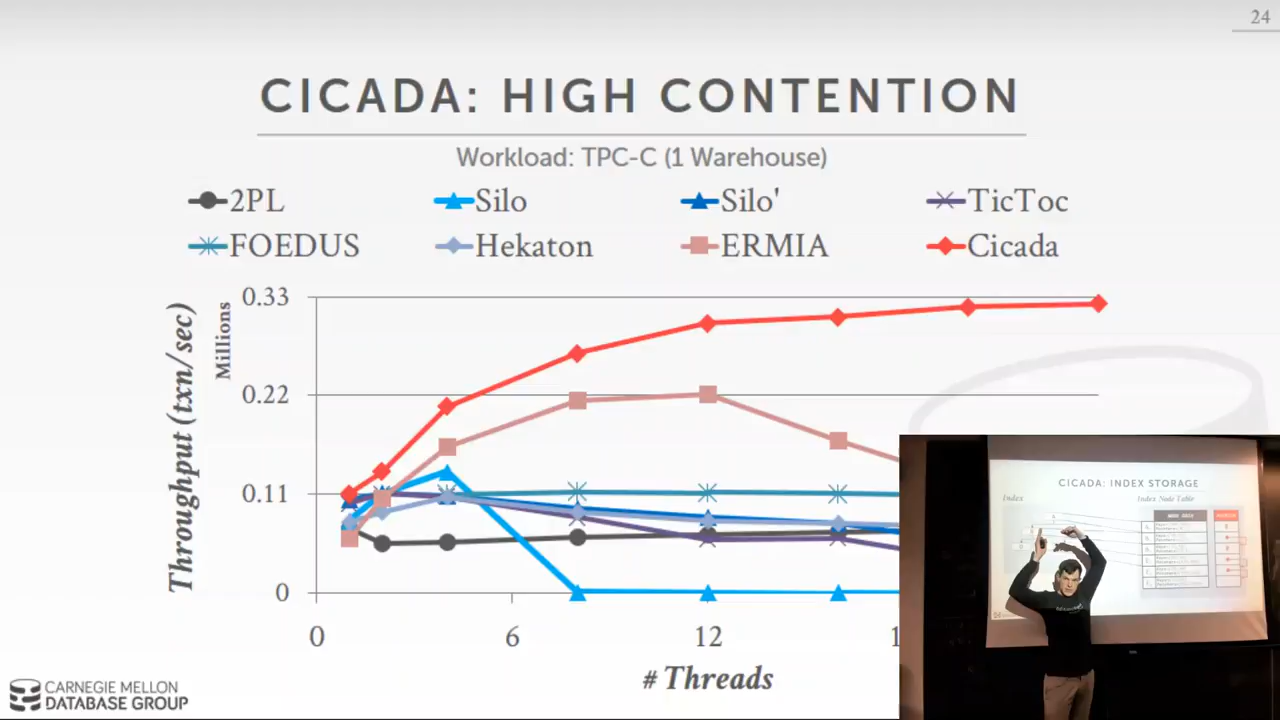 24
CICADA: HIGH CONTENTION
Workload: TPC-C (1 Warehouse)
2PL Silo Silo' TicToc
FOEDUS Hekaton ERMIA Cicada
Throughput (txn/sec)
Millions
0.33
0.22
0.11
0
0 6 12
# Threads
CARNEGIE MELLON
DATABASE GROUP
CICADA: INDEX STORAGE
Index Index Node Table